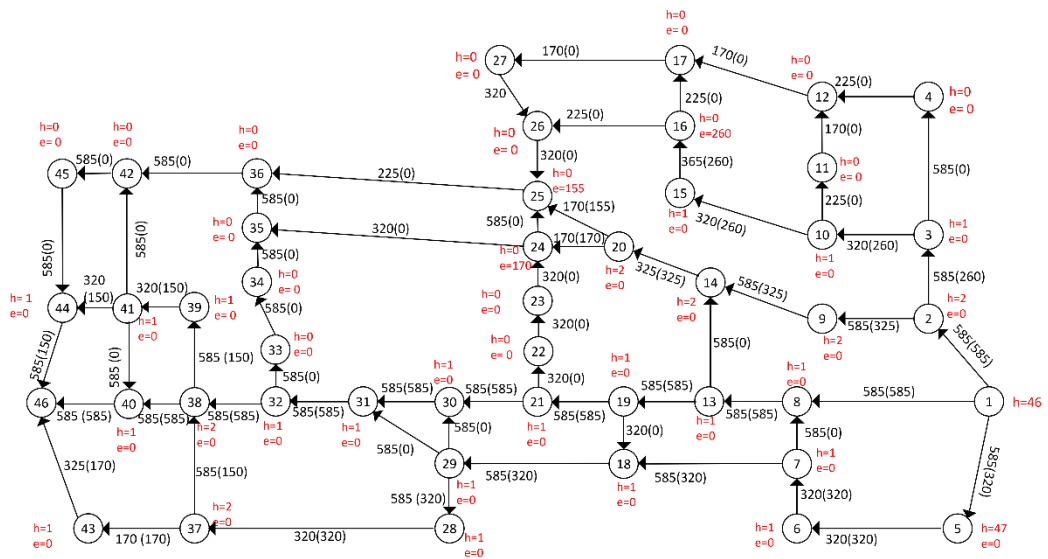 h=0
e= 0
27
170(0)
h=0
e= 0
17
170(0)
h=0
e= 0
12
225(0)
h=0
e= 0
4
320
225(0)
h=0
e= 0
26
225(0)
16
h=0
e=260
170(0)
11
h=0
e= 0
585(0)
h=0
e= 0
45
585(0)
h=0
e= 0
42
585(0)
h=0
e= 0
36
225(0)
320(0)
h=0
e=155
25
365(260)
15
h=1
e=0
320(260)
225(0)
10
h=1
e=0
320(260)
3
h=1
e=0
585(0)
h=0
e= 0
35
320(0)
585(0)
170(155)
24
170(170)
20
h=0
e=170
h=2
e=0
325(325)
585(260)
585(0)
585(0)
585(0)
34
h=0
e= 0
320(0)
23
h=0
e= 0
14
h=2
e=0
585(325)
9
h=2
e=0
585(325)
2
h=2
e= 0
585(585)
h= 1
e= 0
44
320
(150)
41
h=1
e= 0
320(150)
39
h=1
e= 0
585(0)
33
h=0
e=0
320(0)
22
h=0
e= 0
585(0)
585(150)
585(0)
585 (150)
585(0)
320(0)
46
585 (585)
40
h=1
e=0
585(585)
38
h=2
e=0
585(585)
32
h=1
e=0
585(585)
31
h=1
e=0
585(585)
30
h=1
e= 0
585(585)
21
h=1
e=0
585(585)
19
h=1
e= 0
585(585)
13
h=1
e=0
585(585)
8
h=1
e= 0
585(585)
1
h=46
325(170)
585(150)
585(0)
585(0)
29
h=1
e= 0
585(320)
320(0)
18
h=1
e=0
585(320)
585(0)
7
h=1
e=0
585(320)
h=1
e=0
43
170 (170)
37
h=2
e=0
320(320)
585 (320)
28
h=1
e=0
320(320)
h=1
e=0
6
320(320)
5
h=47
e=0